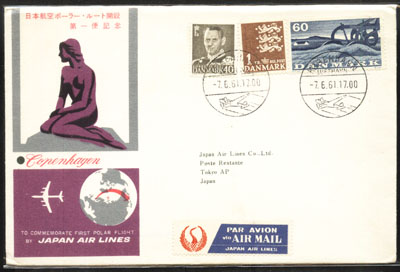 日本航空ポーラー・ルート開設
第一便記念
40
DANMARK
1
DANMARK
60
DANMARK
-7.6.61.17.00
-7.6.61.17.00
Copenhagen
TO COMMEMORATE FIRST POLAR FLIGHT
BY JAPAN AIR LINES
Japan Air Lines Co.,Ltd.
Poste Restante
Tokyo AP
Japan
PAR AVION
via AIR MAIL
JAPAN AIR LINES